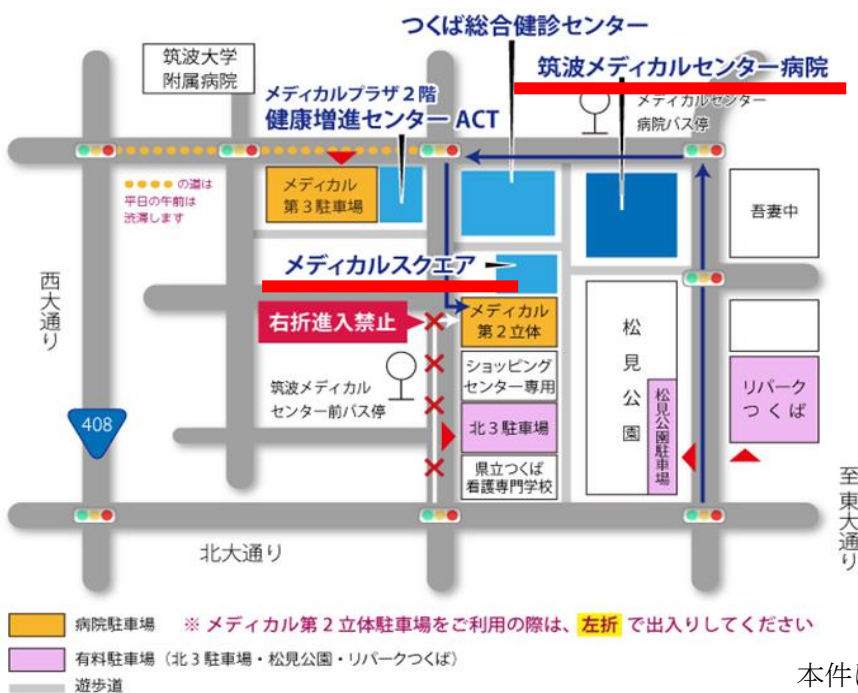 つくば総合健診センター
筑波大学
附属病院
筑波メディカルセンター病院
メディカルプラザ2階
健康増進センター ACT
メディカルセンター
病院バス停
●●●● の道は
平日の午前は
渋滞します
メディカル
第3駐車場
吾妻中
メディカルスクエア
西大通り
右折進入禁止
メディカル
第2立体
松見公園
ショッピング
センター専用
筑波メディカル
センター前バス停
松見公園駐車場
リパーク
つくば
408
北3駐車場
県立つくば
看護専門学校
至東大通り
北大通り
病院駐車場 ※ メディカル第2立体駐車場をご利用の際は、左折 で出入りしてください
有料駐車場（北3駐車場・松見公園・リパークつくば）
遊歩道
本件に